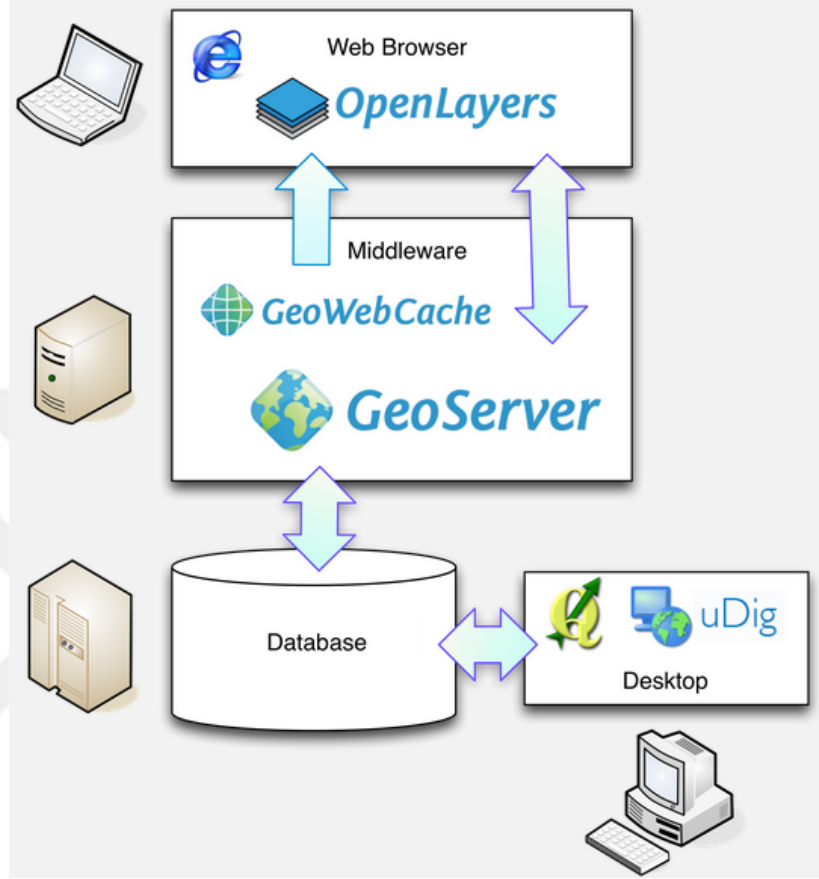 Web Browser
OpenLayers
Middleware
GeoWebCache
GeoServer
Database
uDig
Desktop